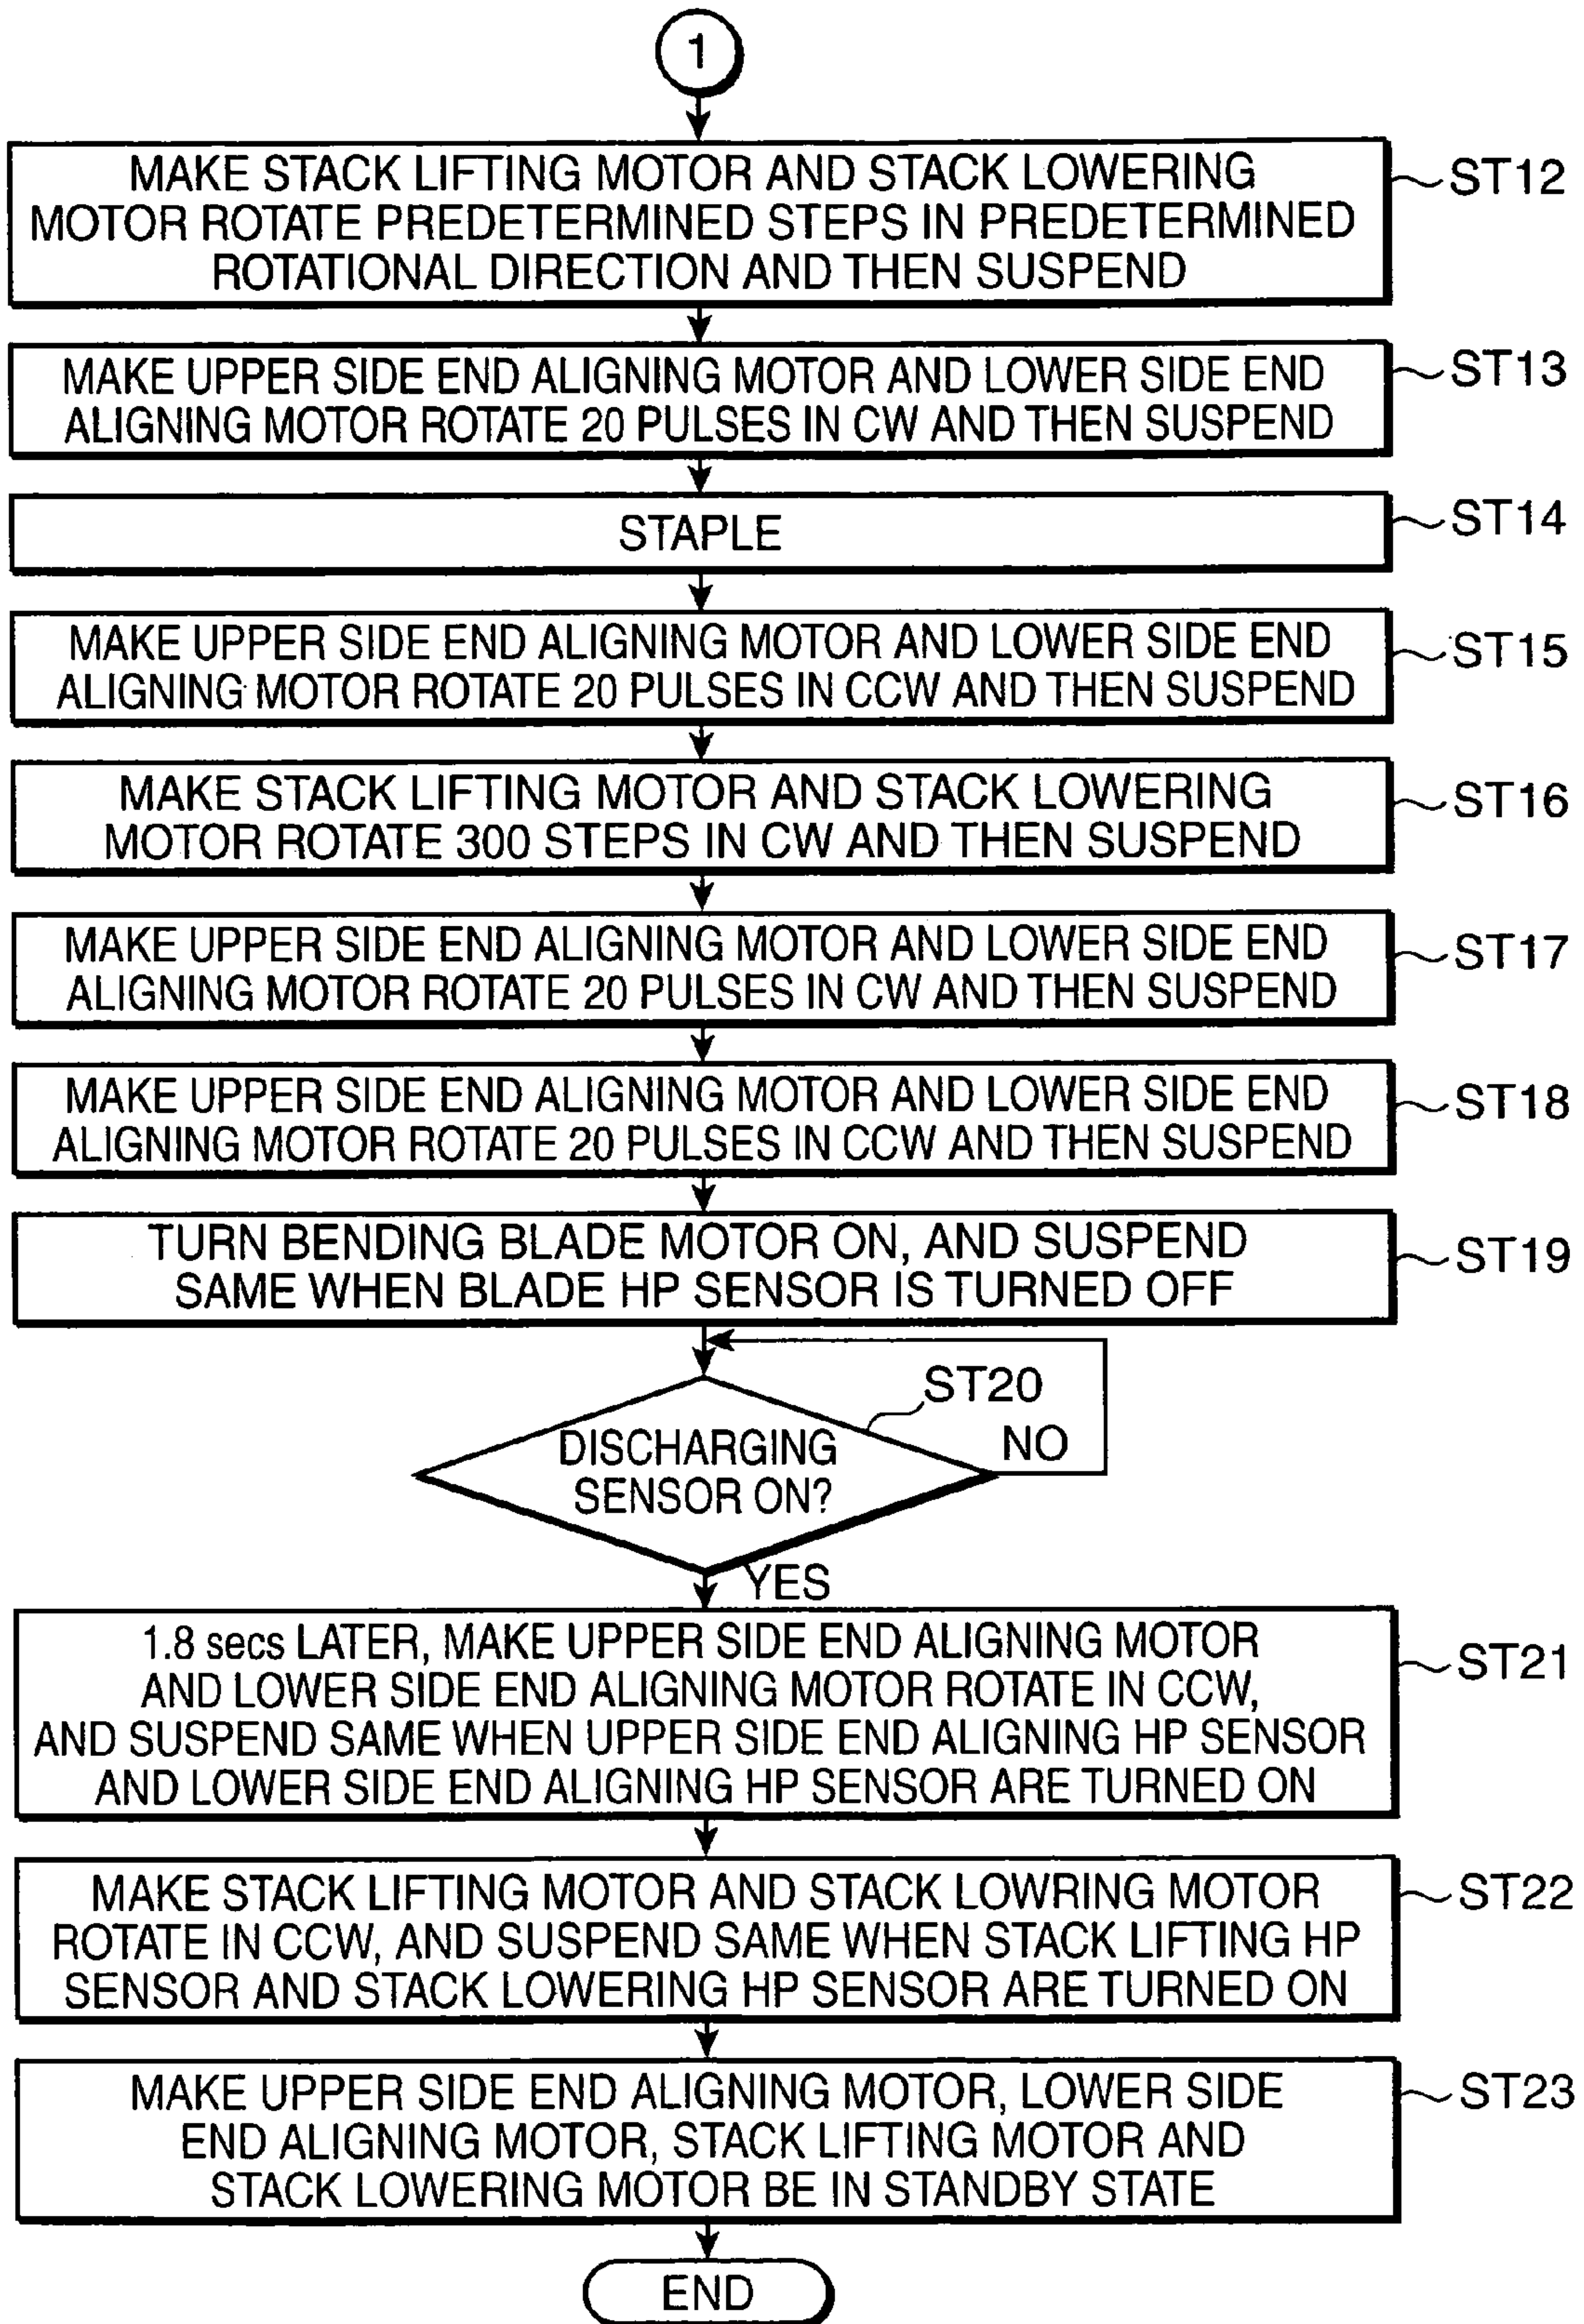 1
MAKE STACK LIFTING MOTOR AND STACK LOWERING
MOTOR ROTATE PREDETERMINED STEPS IN PREDETERMINED
ROTATIONAL DIRECTION AND THEN SUSPEND
ST12
MAKE UPPER SIDE END ALIGNING MOTOR AND LOWER SIDE END
ALIGNING MOTOR ROTATE 20 PULSES IN CW AND THEN SUSPEND
ST13
STAPLE
ST14
MAKE UPPER SIDE END ALIGNING MOTOR AND LOWER SIDE END
ALIGNING MOTOR ROTATE 20 PULSES IN CCW AND THEN SUSPEND
ST15
MAKE STACK LIFTING MOTOR AND STACK LOWERING
MOTOR ROTATE 300 STEPS IN CW AND THEN SUSPEND
ST16
MAKE UPPER SIDE END ALIGNING MOTOR AND LOWER SIDE END
ALIGNING MOTOR ROTATE 20 PULSES IN CW AND THEN SUSPEND
ST17
MAKE UPPER SIDE END ALIGNING MOTOR AND LOWER SIDE END
ALIGNING MOTOR ROTATE 20 PULSES IN CCW AND THEN SUSPEND
ST18
TURN BENDING BLADE MOTOR ON, AND SUSPEND
SAME WHEN BLADE HP SENSOR IS TURNED OFF
ST19
ST20
DISCHARGING
SENSOR ON?
NO
YES
1.8 secs LATER, MAKE UPPER SIDE END ALIGNING MOTOR
AND LOWER SIDE END ALIGNING MOTOR ROTATE IN CCW,
AND SUSPEND SAME WHEN UPPER SIDE END ALIGNING HP SENSOR
AND LOWER SIDE END ALIGNING HP SENSOR ARE TURNED ON
ST21
MAKE STACK LIFTING MOTOR AND STACK LOWRING MOTOR
ROTATE IN CCW, AND SUSPEND SAME WHEN STACK LIFTING HP
SENSOR AND STACK LOWERING HP SENSOR ARE TURNED ON
ST22
MAKE UPPER SIDE END ALIGNING MOTOR, LOWER SIDE
END ALIGNING MOTOR, STACK LIFTING MOTOR AND
STACK LOWERING MOTOR BE IN STANDBY STATE
ST23
END